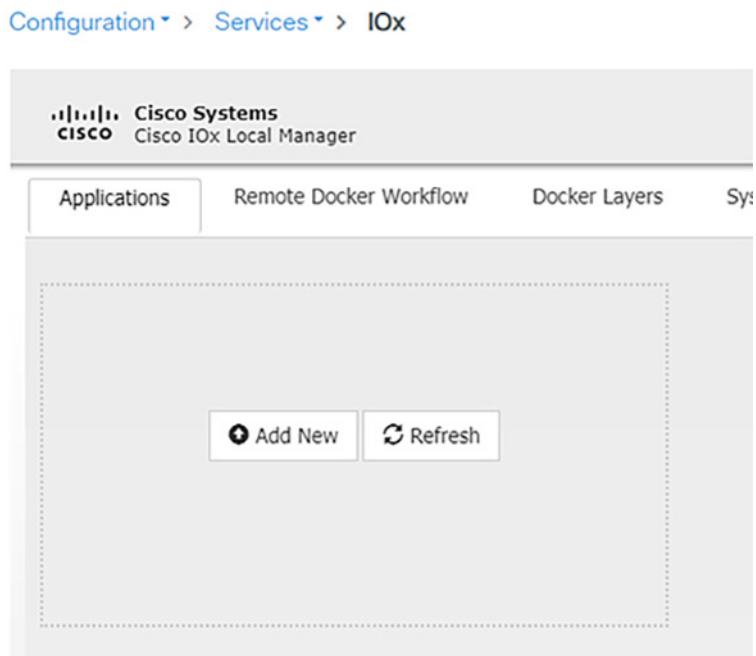 Configuration > Services > IOx
Cisco Systems
CISCO Cisco IOx Local Manager
Applications Remote Docker Workflow Docker Layers Sys
Add New Refresh